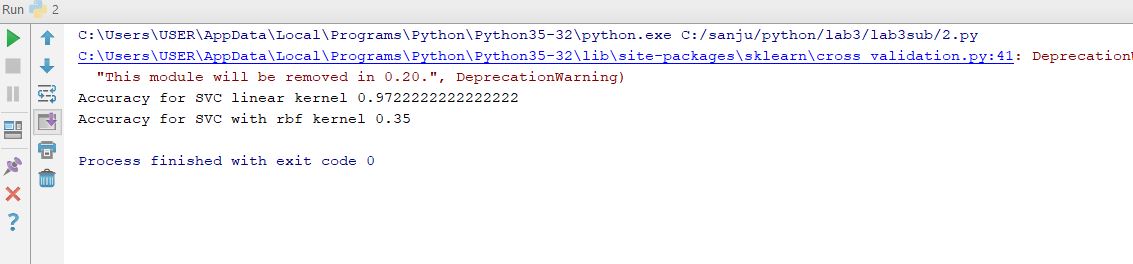 Run 2
C:\Users\USER\AppData\Local\Programs\Python\Python35-32\python.exe C:/sanju/python/lab3/lab3sub/2.py
C:\Users\USER\AppData\Local\Programs\Python\Python35-32\lib\site-packages\sklearn\cross_validation.py:41: Deprecation
"This module will be removed in 0.20.", DeprecationWarning)
Accuracy for SVC linear kernel 0.9722222222222222
Accuracy for SVC with rbf kernel 0.35
Process finished with exit code 0